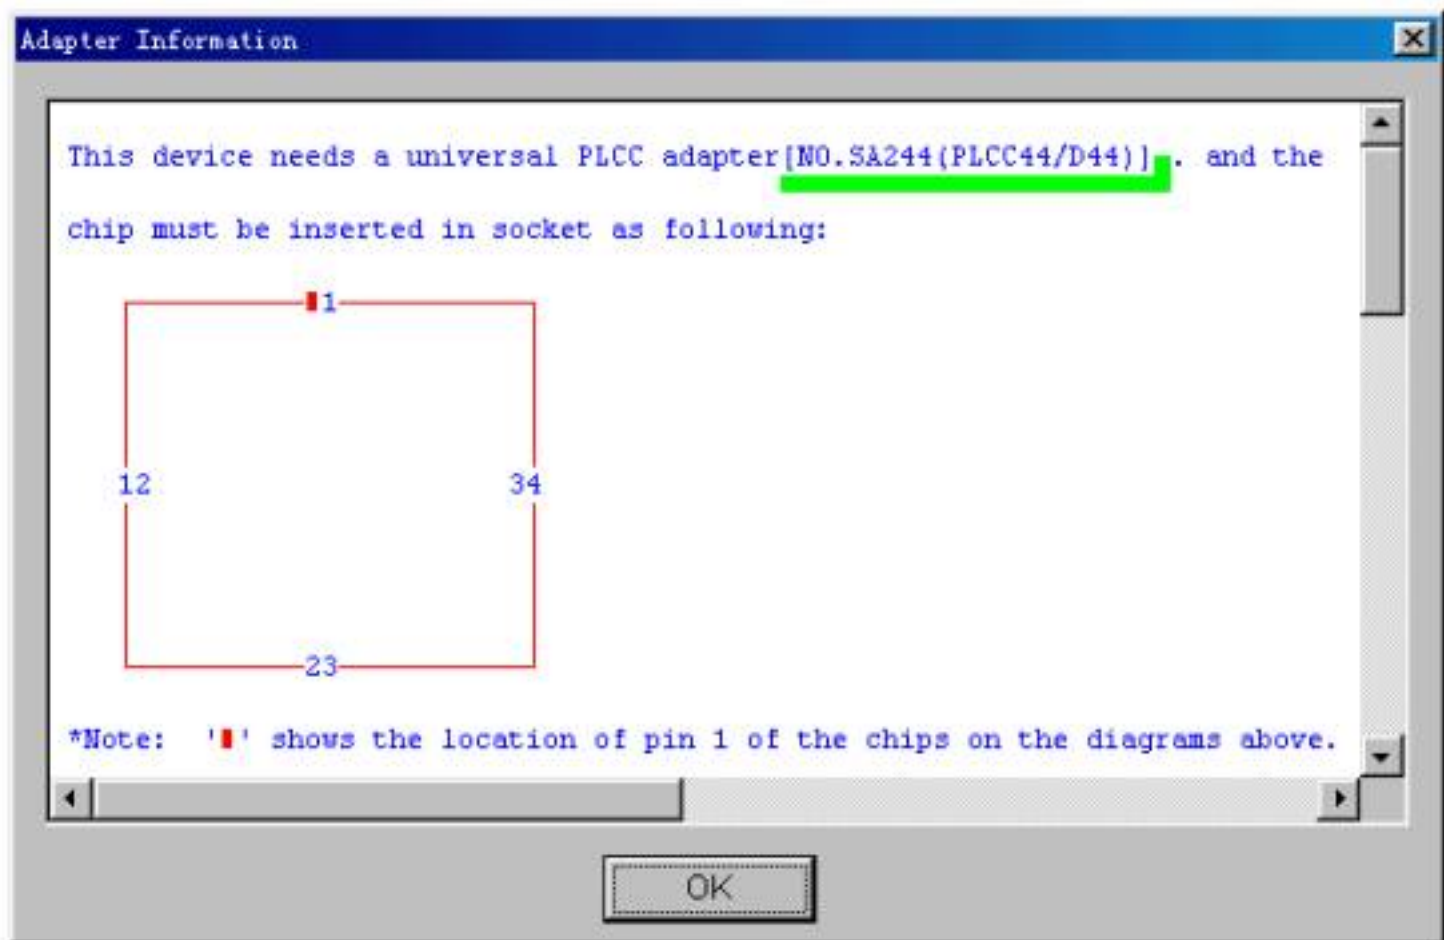 Adapter Information
This device needs a universal PLCC adapter[NO.SA244(PLCC44/D44)] . and the
chip must be inserted in socket as following:
1
12 34
23
*Note: '▮' shows the location of pin 1 of the chips on the diagrams above.
OK